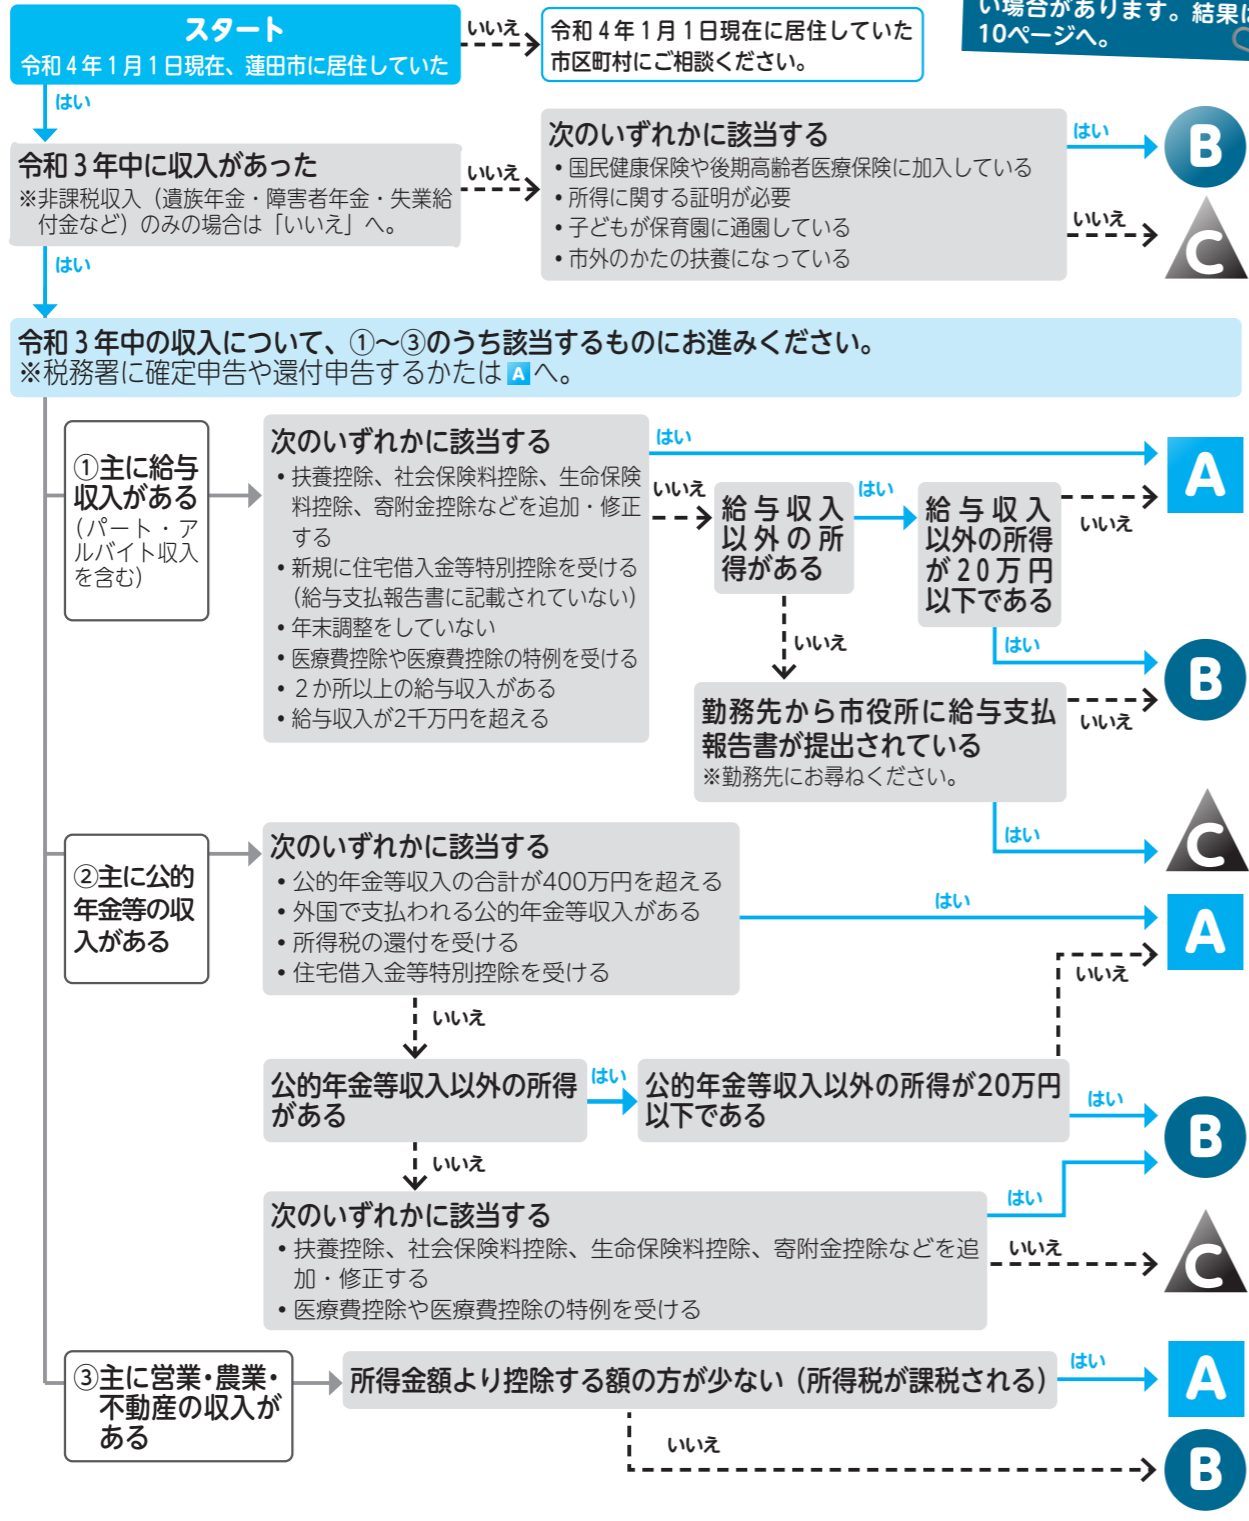 い場合があります。結果は
10ページへ。
スタート
令和４年１月１日現在、蓮田市に居住していた
いいえ
令和４年１月１日現在に居住していた
市区町村にご相談ください。
はい
令和３年中に収入があった
※非課税収入（遺族年金・障害者年金・失業給
付金など）のみの場合は「いいえ」へ。
いいえ
次のいずれかに該当する
・国民健康保険や後期高齢者医療保険に加入している
・所得に関する証明が必要
・子どもが保育園に通園している
・市外のかたの扶養になっている
はい
B
いいえ
C
はい
令和３年中の収入について、①～③のうち該当するものにお進みください。
※税務署に確定申告や還付申告するかたは A へ。
①主に給与
収入がある
（パート・ア
ルバイト収入
を含む）
次のいずれかに該当する
・扶養控除、社会保険料控除、生命保険
料控除、寄附金控除などを追加・修正
する
・新規に住宅借入金等特別控除を受ける
（給与支払報告書に記載されていない）
・年末調整をしていない
・医療費控除や医療費控除の特例を受ける
・２か所以上の給与収入がある
・給与収入が2千万円を超える
はい
A
いいえ
給与収入
以外の所
得がある
はい
給与収入
以外の所得
が20万円
以下である
いいえ
はい
B
いいえ
勤務先から市役所に給与支払
報告書が提出されている
※勤務先にお尋ねください。
いいえ
はい
C
②主に公的
年金等の収
入がある
次のいずれかに該当する
・公的年金等収入の合計が400万円を超える
・外国で支払われる公的年金等収入がある
・所得税の還付を受ける
・住宅借入金等特別控除を受ける
はい
A
いいえ
いいえ
公的年金等収入以外の所得
がある
はい
公的年金等収入以外の所得が20万円
以下である
はい
B
いいえ
次のいずれかに該当する
・扶養控除、社会保険料控除、生命保険料控除、寄附金控除などを追
加・修正する
・医療費控除や医療費控除の特例を受ける
はい
いいえ
C
③主に営業・農業・
不動産の収入が
ある
所得金額より控除する額の方が少ない（所得税が課税される）
はい
A
いいえ
B